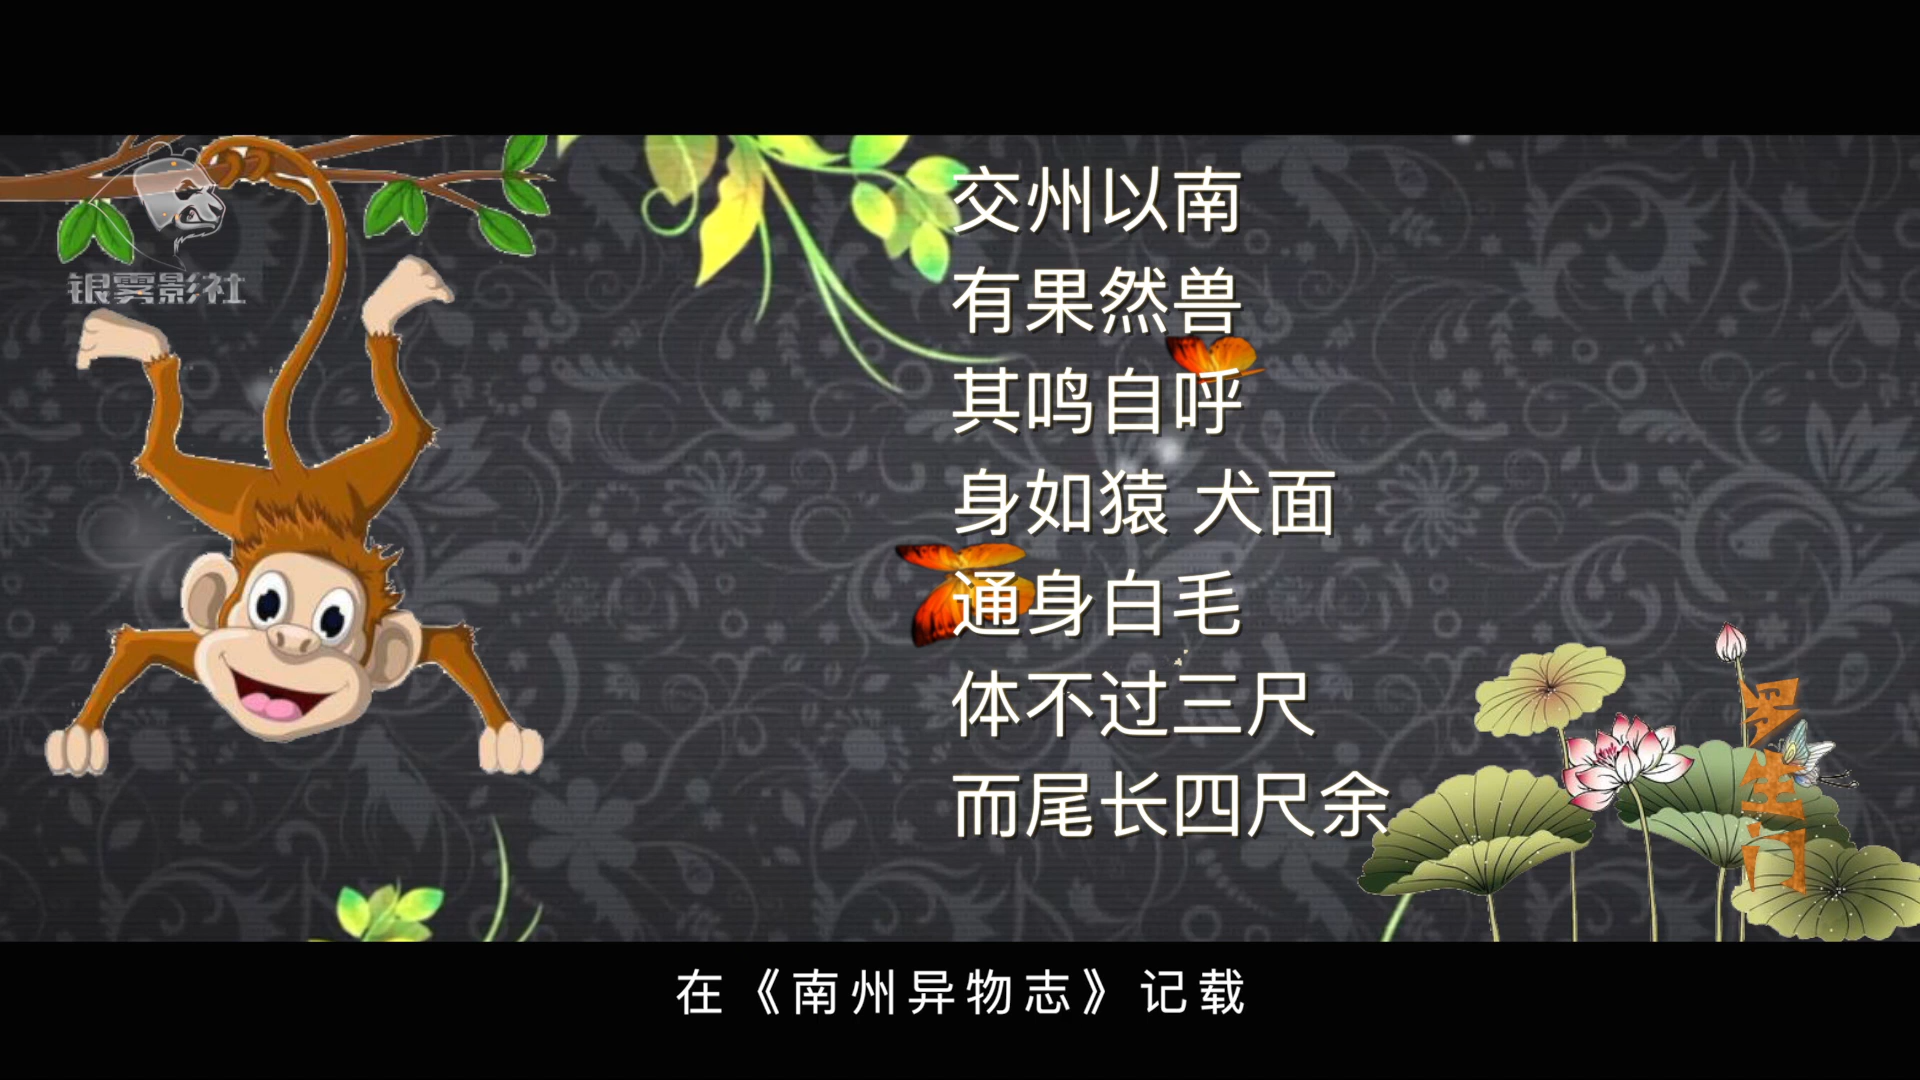 银雾影社
交州以南
有果然兽
其鸣自呼
身如猿 犬面
通身白毛
体不过三尺
而尾长四尺余
罗生门
在《南州异物志》记载